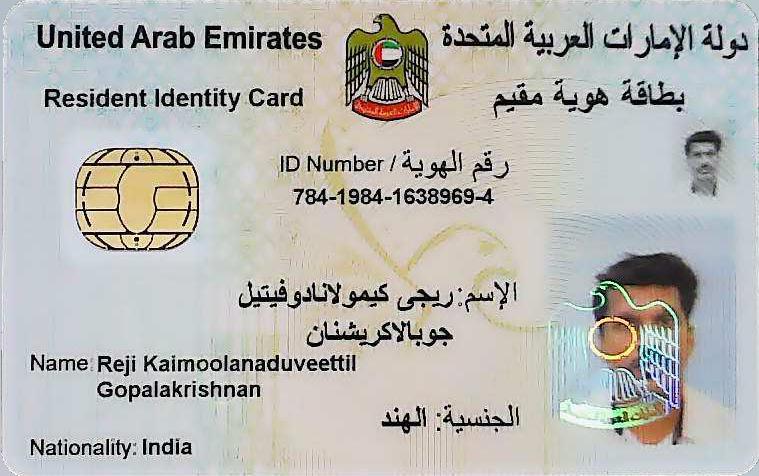 United Arab Emirates
دولة الإمارات العربية المتحدة
Resident Identity Card
بطاقة هوية مقيم
ID Number / رقم الهوية
784-1984-1638969-4
الإسم: ريجى كيمولانادوفيتيل
جوبالاكريشنان
Name: Reji Kaimoolanaduveettil
Gopalakrishnan
الجنسية: الهند
Nationality: India